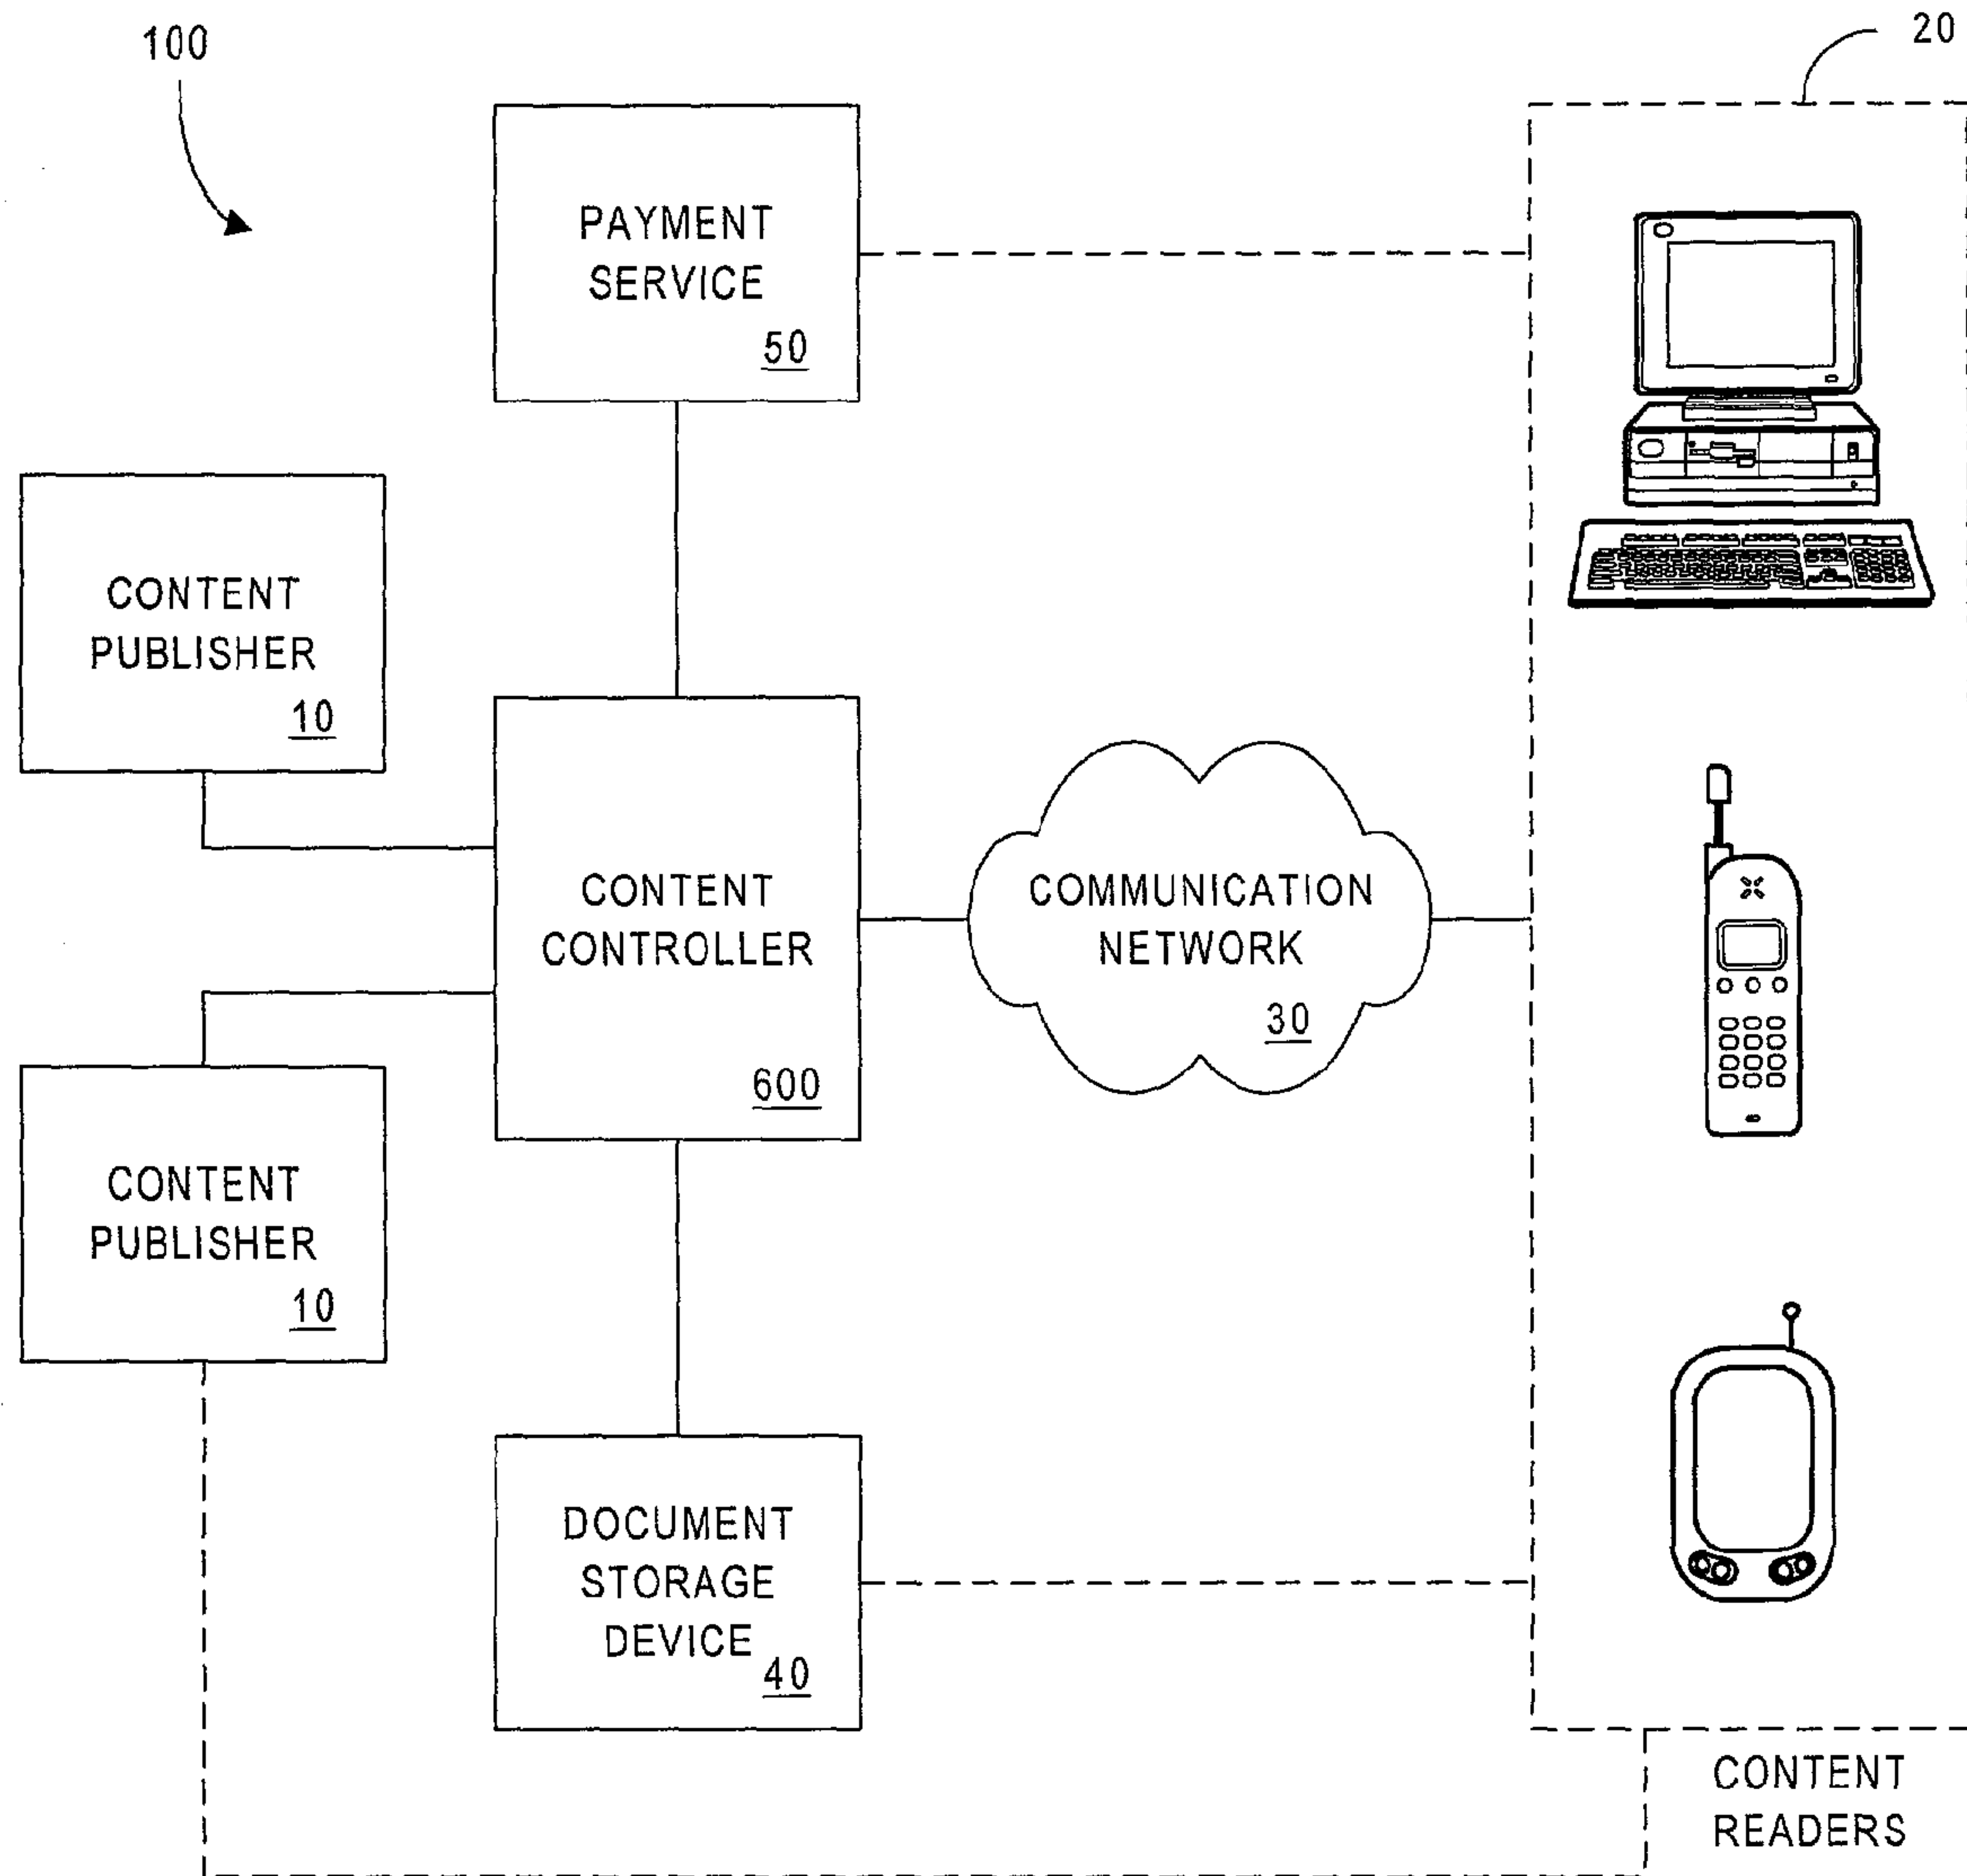 100
20
PAYMENT
SERVICE
50
CONTENT
PUBLISHER
10
CONTENT
CONTROLLER
600
COMMUNICATION
NETWORK
30
CONTENT
PUBLISHER
10
DOCUMENT
STORAGE
DEVICE
40
CONTENT
READERS